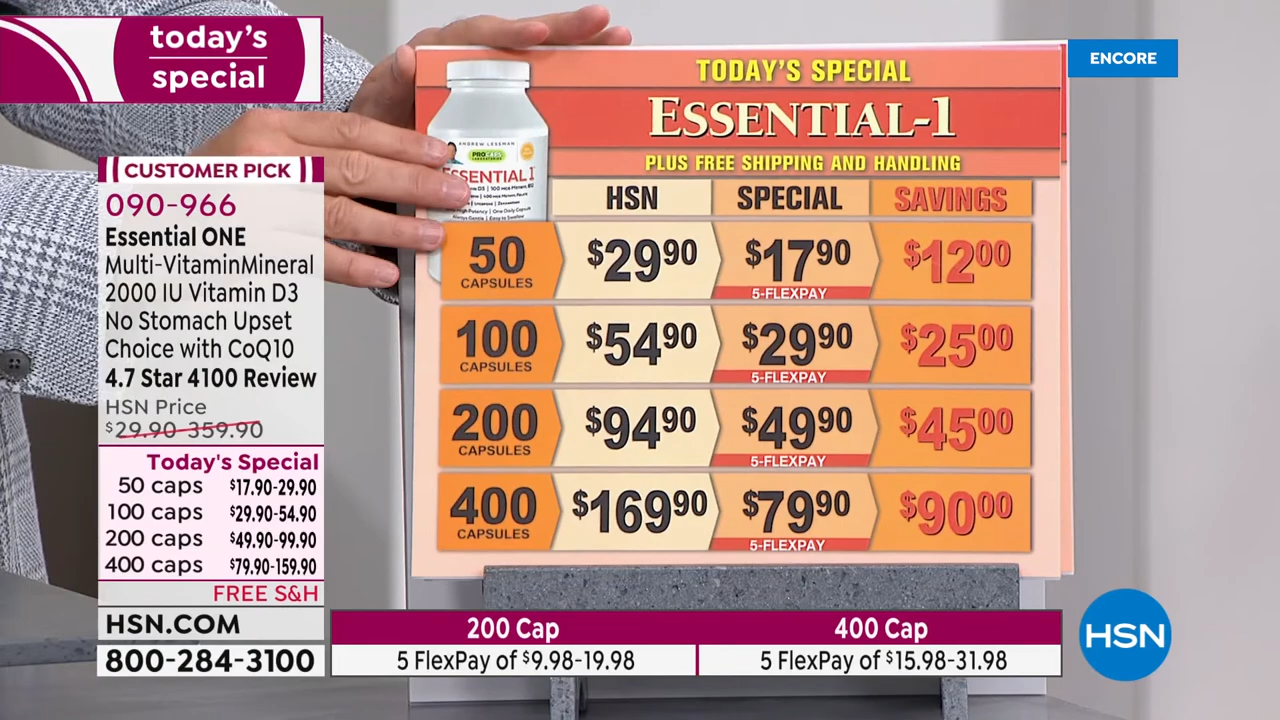 today's
special
CUSTOMER PICK
090-966
Essential ONE
Multi-VitaminMineral
2000 IU Vitamin D3
No Stomach Upset
Choice with CoQ10
4.7 Star 4100 Review
HSN Price
$29.90-359.90
Today's Special
50 caps $17.90-29.90
100 caps $29.90-54.90
200 caps $49.90-99.90
400 caps $79.90-159.90
FREE S&H
HSN.COM
800-284-3100
ENCORE
TODAY'S SPECIAL
ESSENTIAL-1
PLUS FREE SHIPPING AND HANDLING
HSN SPECIAL SAVINGS
50 CAPSULES $29.90 $17.90 5-FLEXPAY $12.00
100 CAPSULES $54.90 $29.90 5-FLEXPAY $25.00
200 CAPSULES $94.90 $49.90 5-FLEXPAY $45.00
400 CAPSULES $169.90 $79.90 5-FLEXPAY $90.00
ANDREW LESSMAN
PROCAPS
LABORATORIES
ESSENTIAL 1
200 Cap
5 FlexPay of $9.98-19.98
400 Cap
5 FlexPay of $15.98-31.98
HSN